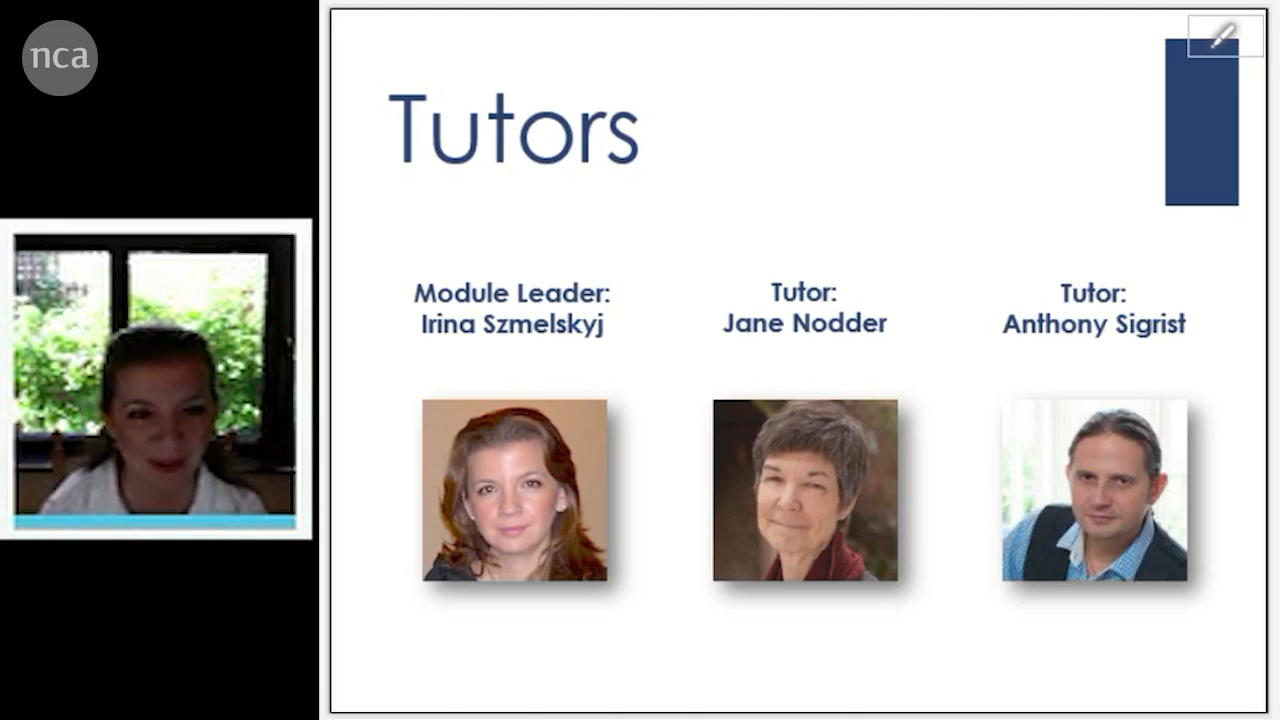 nca
Tutors
Module Leader:
Irina Szmelskyj
Tutor:
Jane Nodder
Tutor:
Anthony Sigrist